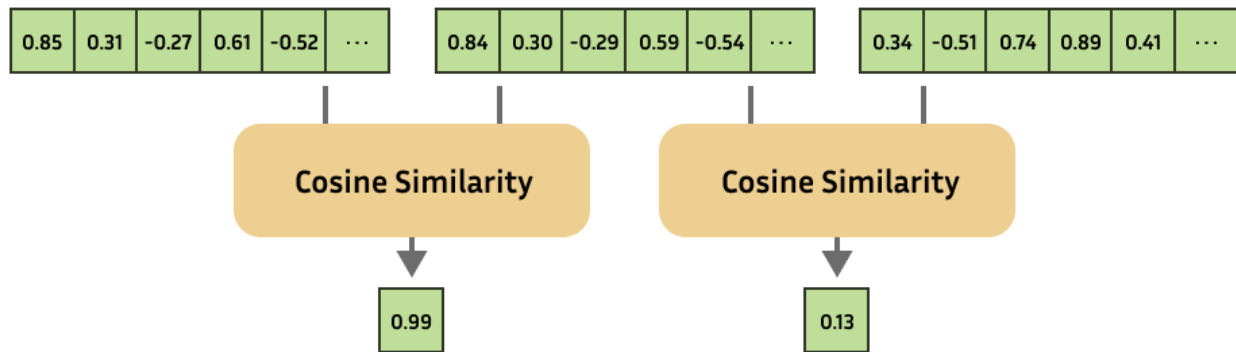 0.85 0.31 -0.27 0.61 -0.52 ... 0.84 0.30 -0.29 0.59 -0.54 ... 0.34 -0.51 0.74 0.89 0.41 ...
Cosine Similarity Cosine Similarity
0.99 0.13